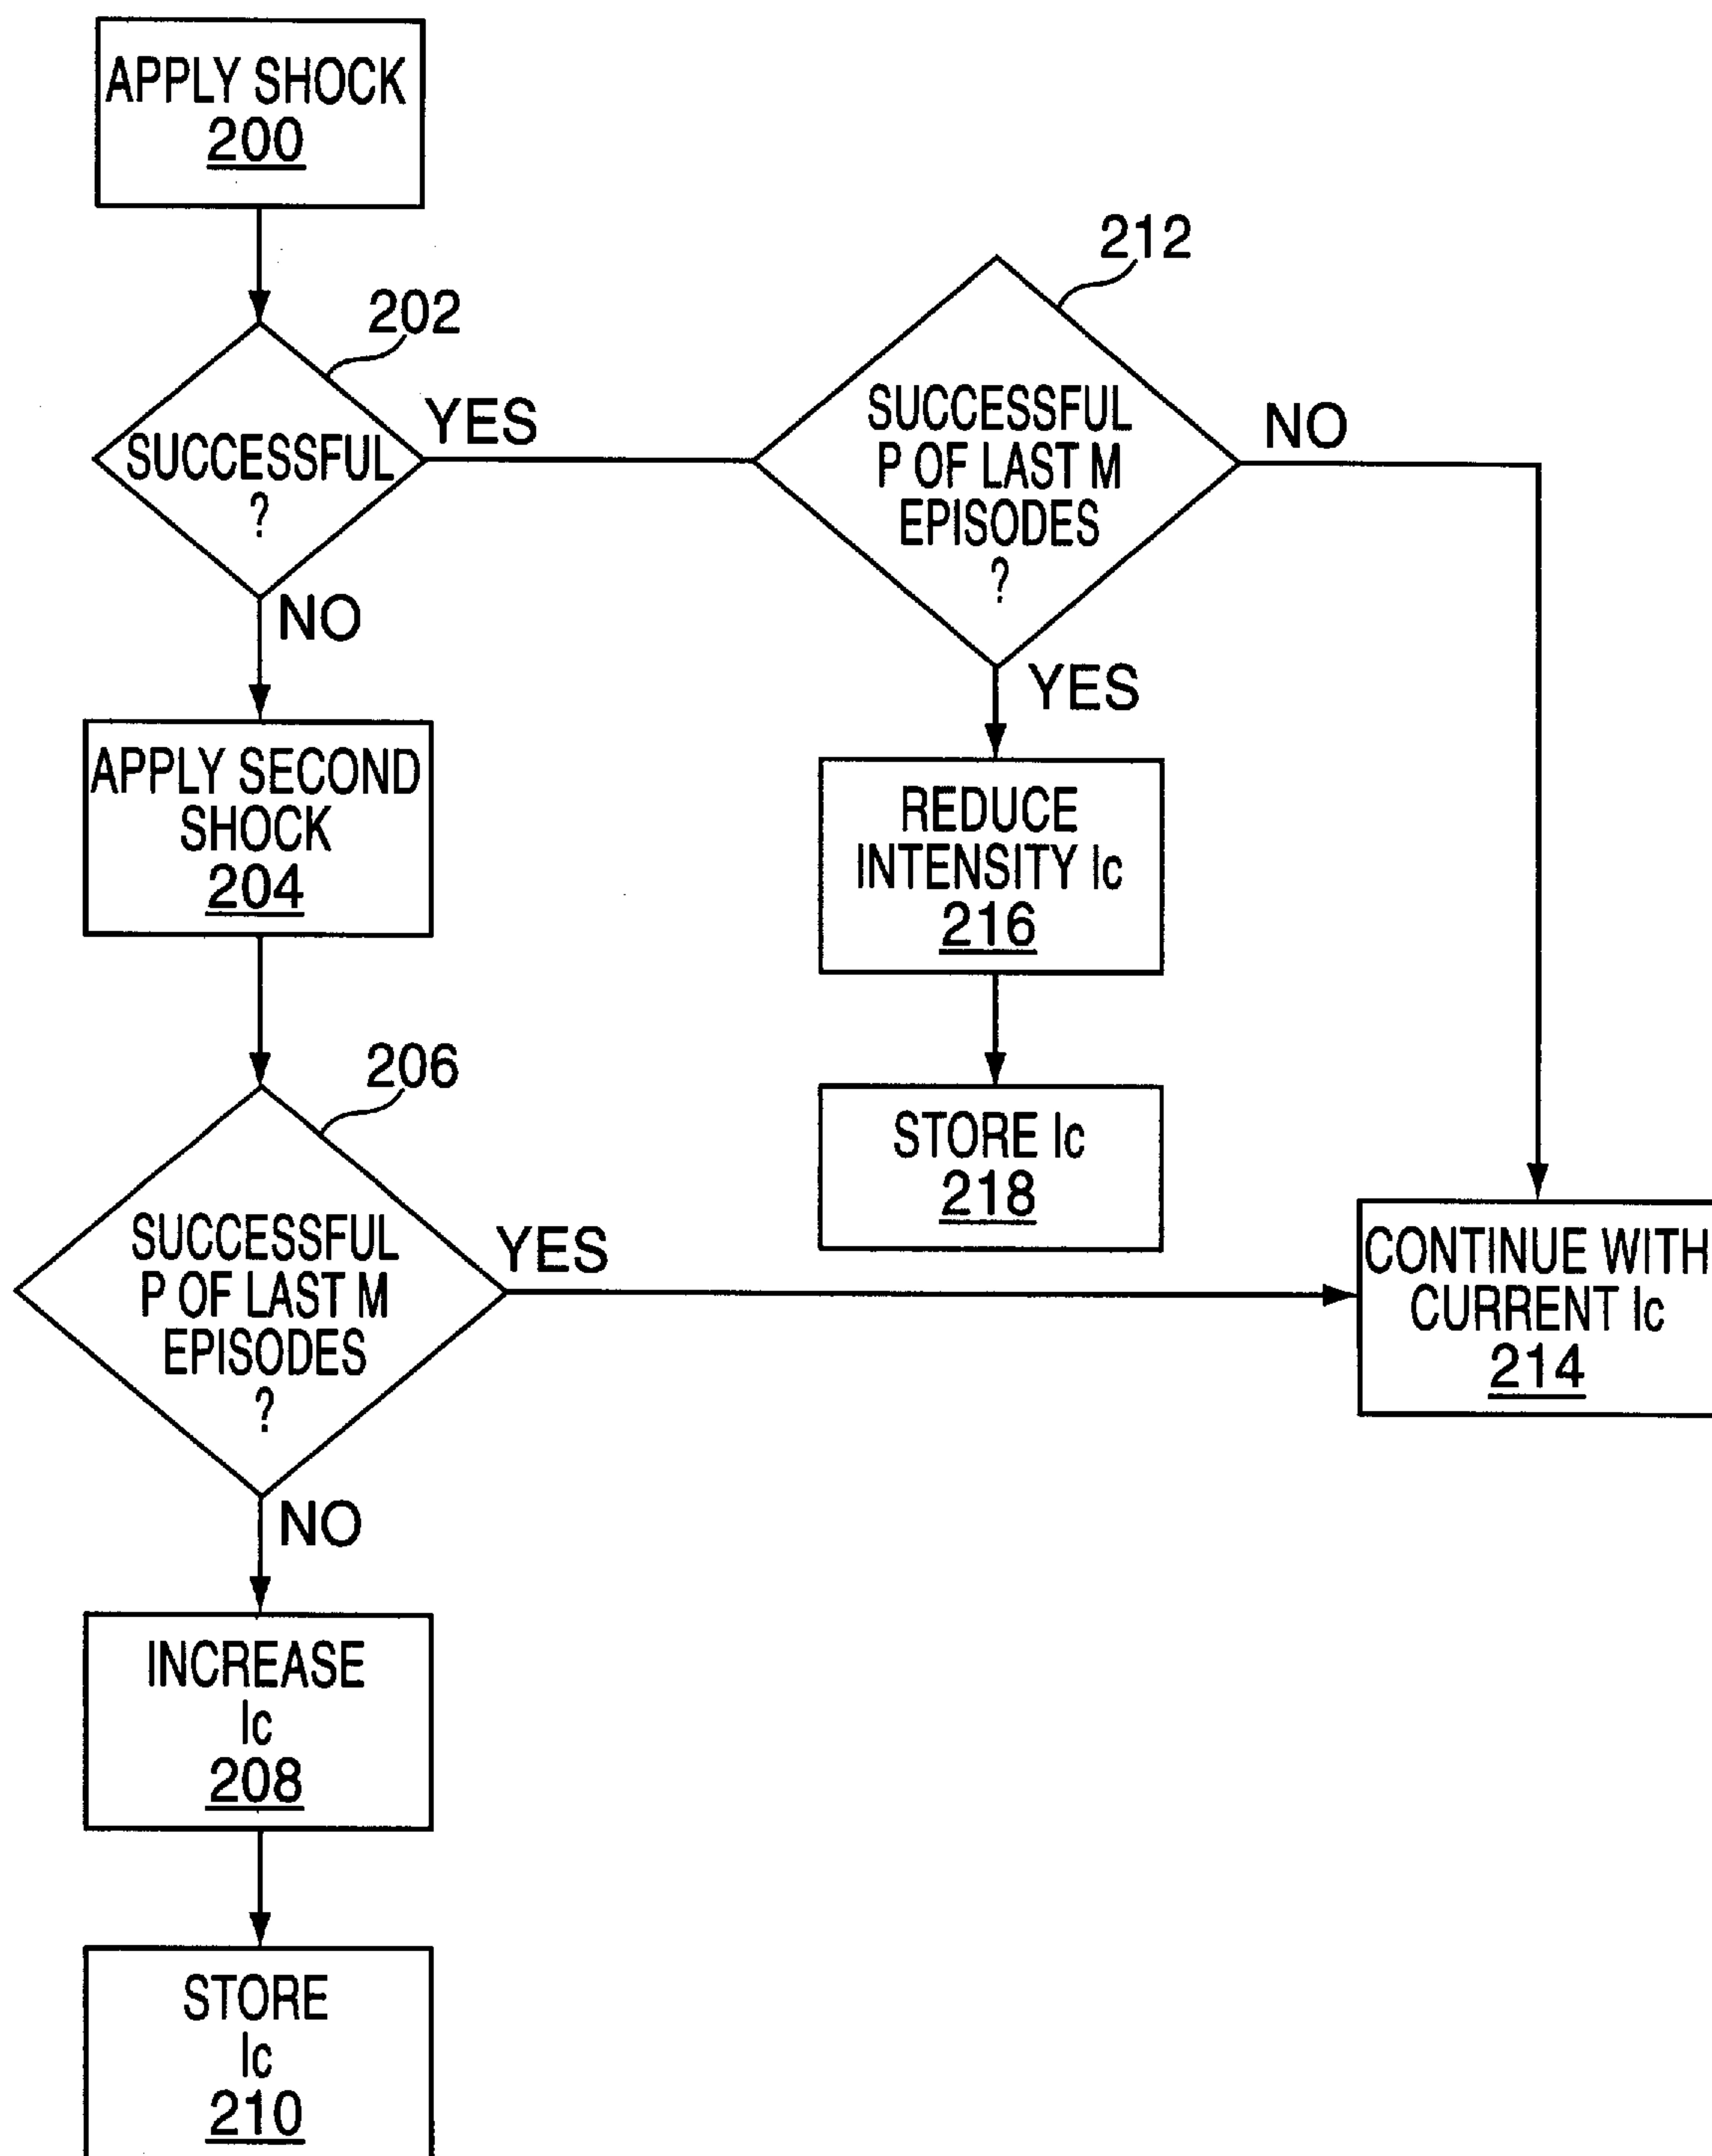 APPLY SHOCK
200
202
SUCCESSFUL
?
YES
NO
212
SUCCESSFUL
P OF LAST M
EPISODES
?
NO
YES
APPLY SECOND
SHOCK
204
REDUCE
INTENSITY Ic
216
206
SUCCESSFUL
P OF LAST M
EPISODES
?
YES
NO
STORE Ic
218
CONTINUE WITH
CURRENT Ic
214
INCREASE
Ic
208
STORE
Ic
210